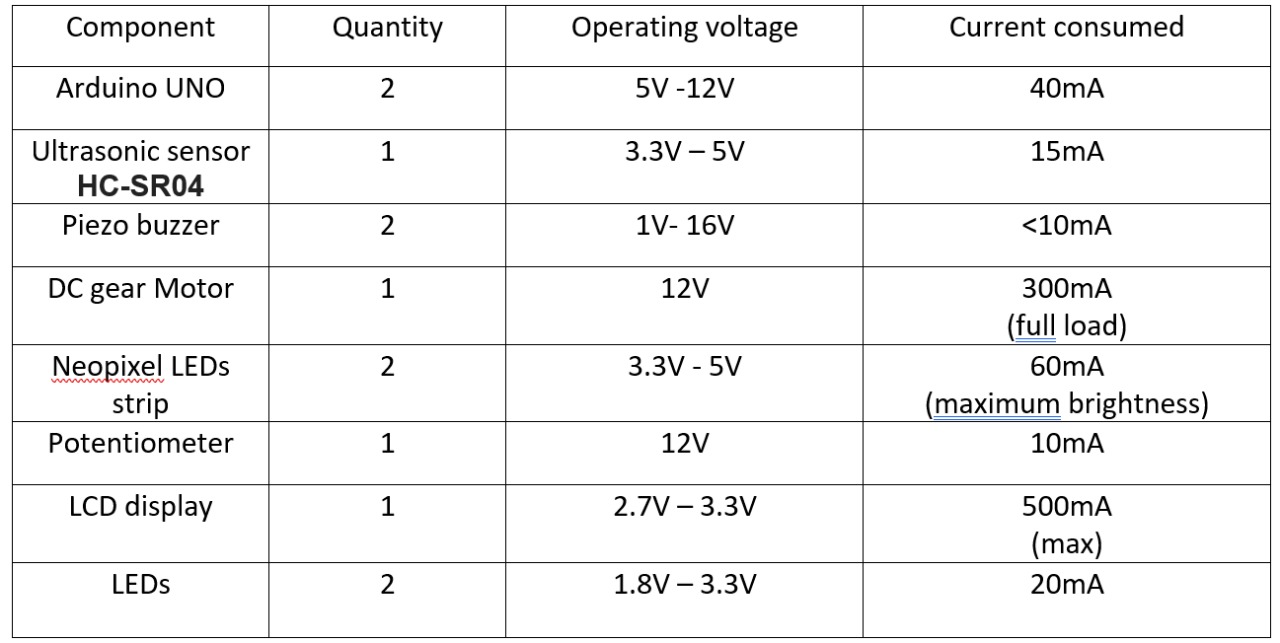 Component Quantity Operating voltage Current consumed
Arduino UNO 2 5V -12V 40mA
Ultrasonic sensor 1 3.3V – 5V 15mA
HC-SR04
Piezo buzzer 2 1V- 16V <10mA
DC gear Motor 1 12V 300mA
(full load)
Neopixel LEDs 2 3.3V - 5V 60mA
strip (maximum brightness)
Potentiometer 1 12V 10mA
LCD display 1 2.7V – 3.3V 500mA
(max)
LEDs 2 1.8V – 3.3V 20mA